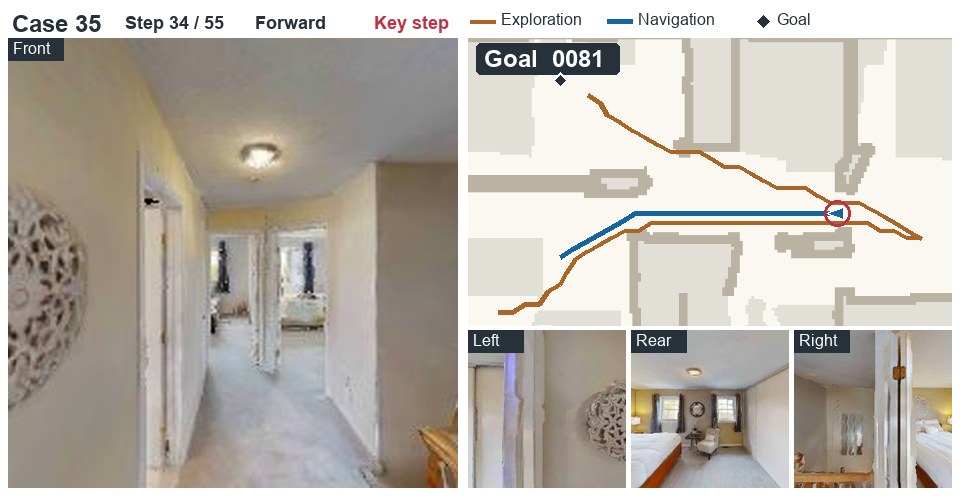 Case 35 Step 34 / 55 Forward Key step
Exploration Navigation Goal
Front
Goal 0081
Left
Rear
Right